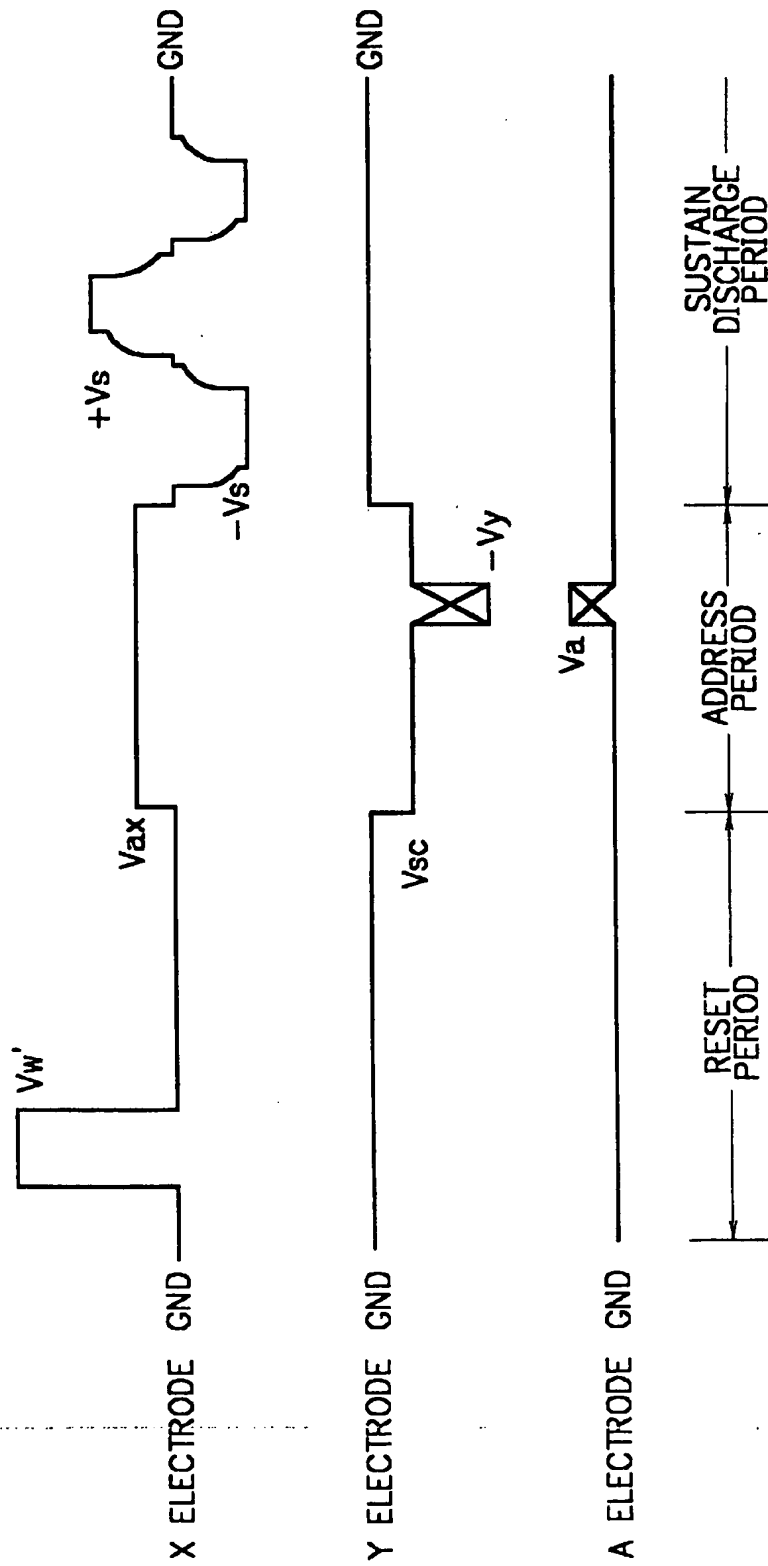 X ELECTRODE GND
Vw'
Vax
-Vs
+Vs
GND
Y ELECTRODE GND
Vsc
-Vy
GND
A ELECTRODE GND
Va
RESET
PERIOD
ADDRESS
PERIOD
SUSTAIN
DISCHARGE
PERIOD